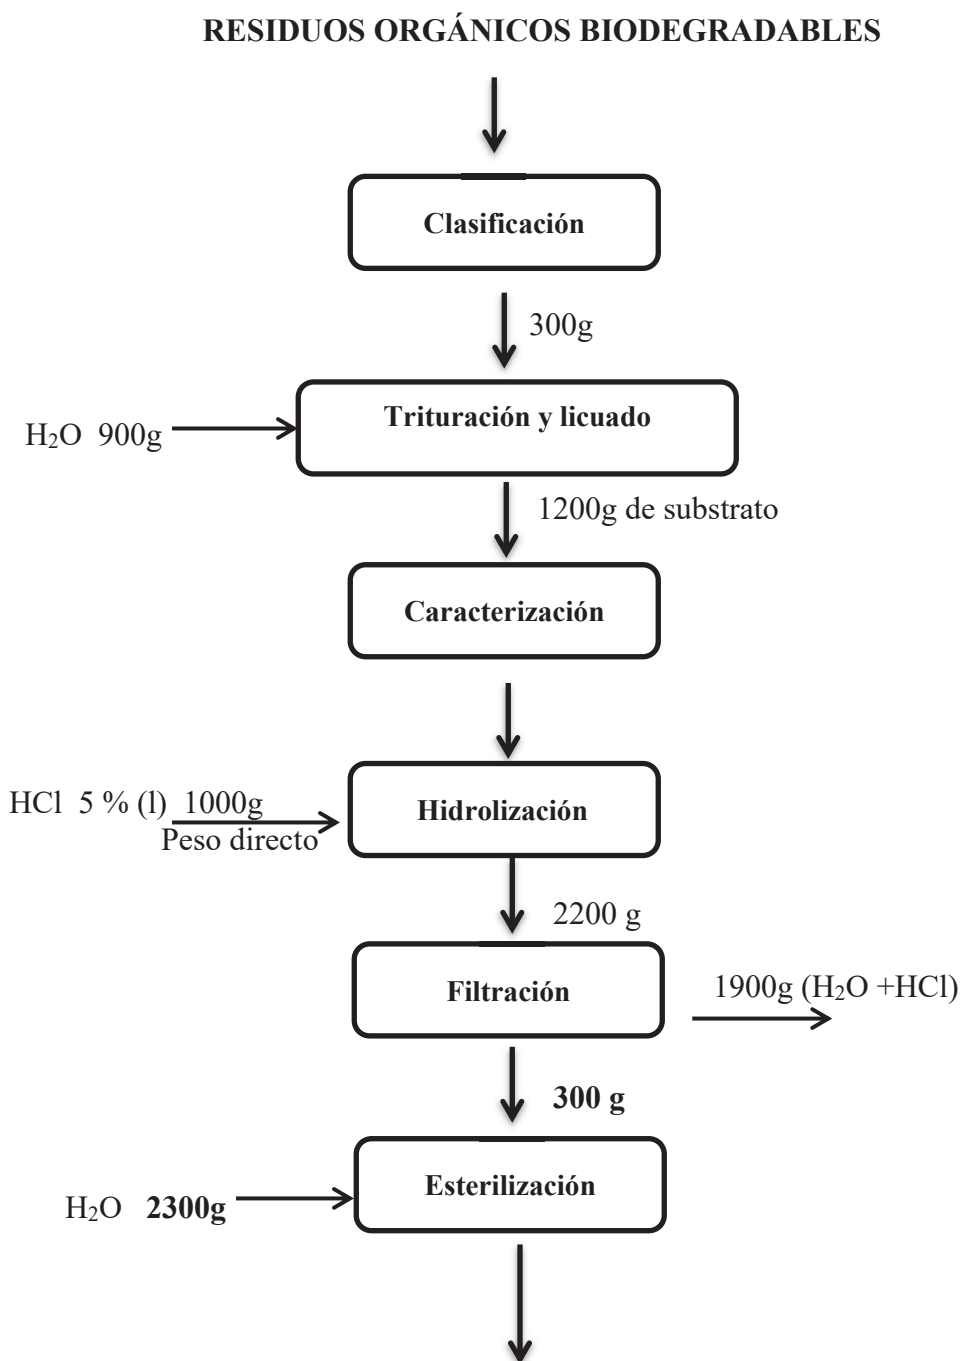 RESIDUOS ORGÁNICOS BIODEGRADABLES
Clasificación
300g
Trituración y licuado
H₂O 900g
1200g de substrato
Caracterización
HCl 5 % (l) 1000g
Peso directo
Hidrolización
2200 g
Filtración
1900g (H₂O +HCl)
300 g
Esterilización
H₂O 2300g